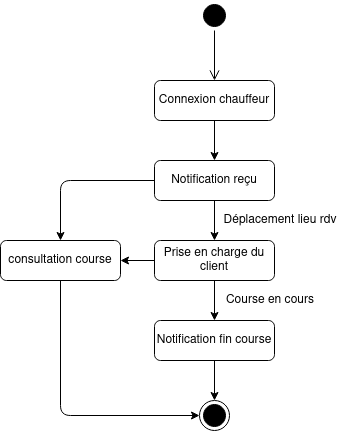 Connexion chauffeur
Notification reçu
Déplacement lieu rdv
consultation course
Prise en charge du
client
Course en cours
Notification fin course